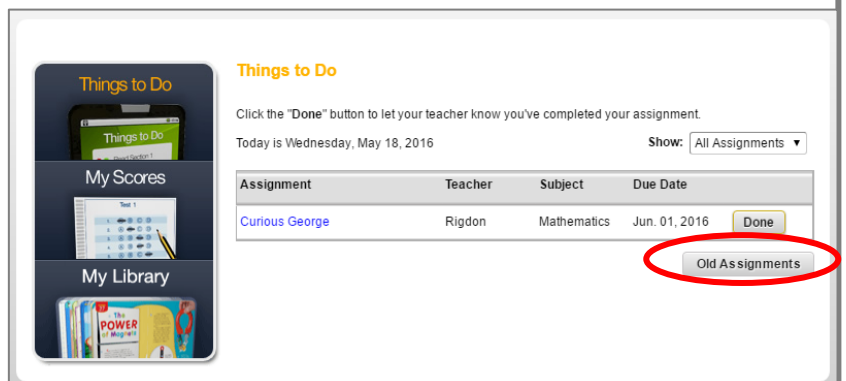 Things to Do
Things to Do
My Scores
Test 1
My Library
The
POWER
of Magnets
Things to Do
Click the "Done" button to let your teacher know you've completed your assignment.
Today is Wednesday, May 18, 2016 Show: All Assignments
Assignment Teacher Subject Due Date
Curious George Rigdon Mathematics Jun. 01, 2016 Done
Old Assignments